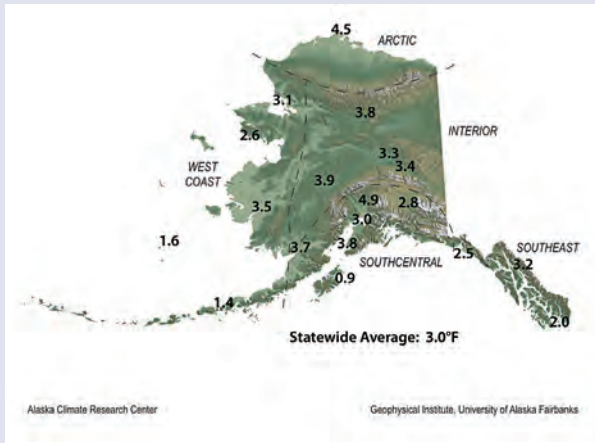 4.5
ARCTIC
3.1
3.8
2.6
INTERIOR
3.3
3.4
WEST
COAST
3.9
4.9
2.8
3.5
3.0
1.6
3.7
3.8
2.5
SOUTHEAST
SOUTHCENTRAL
3.2
0.9
1.4
2.0
Statewide Average: 3.0°F
Alaska Climate Research Center
Geophysical Institute, University of Alaska Fairbanks